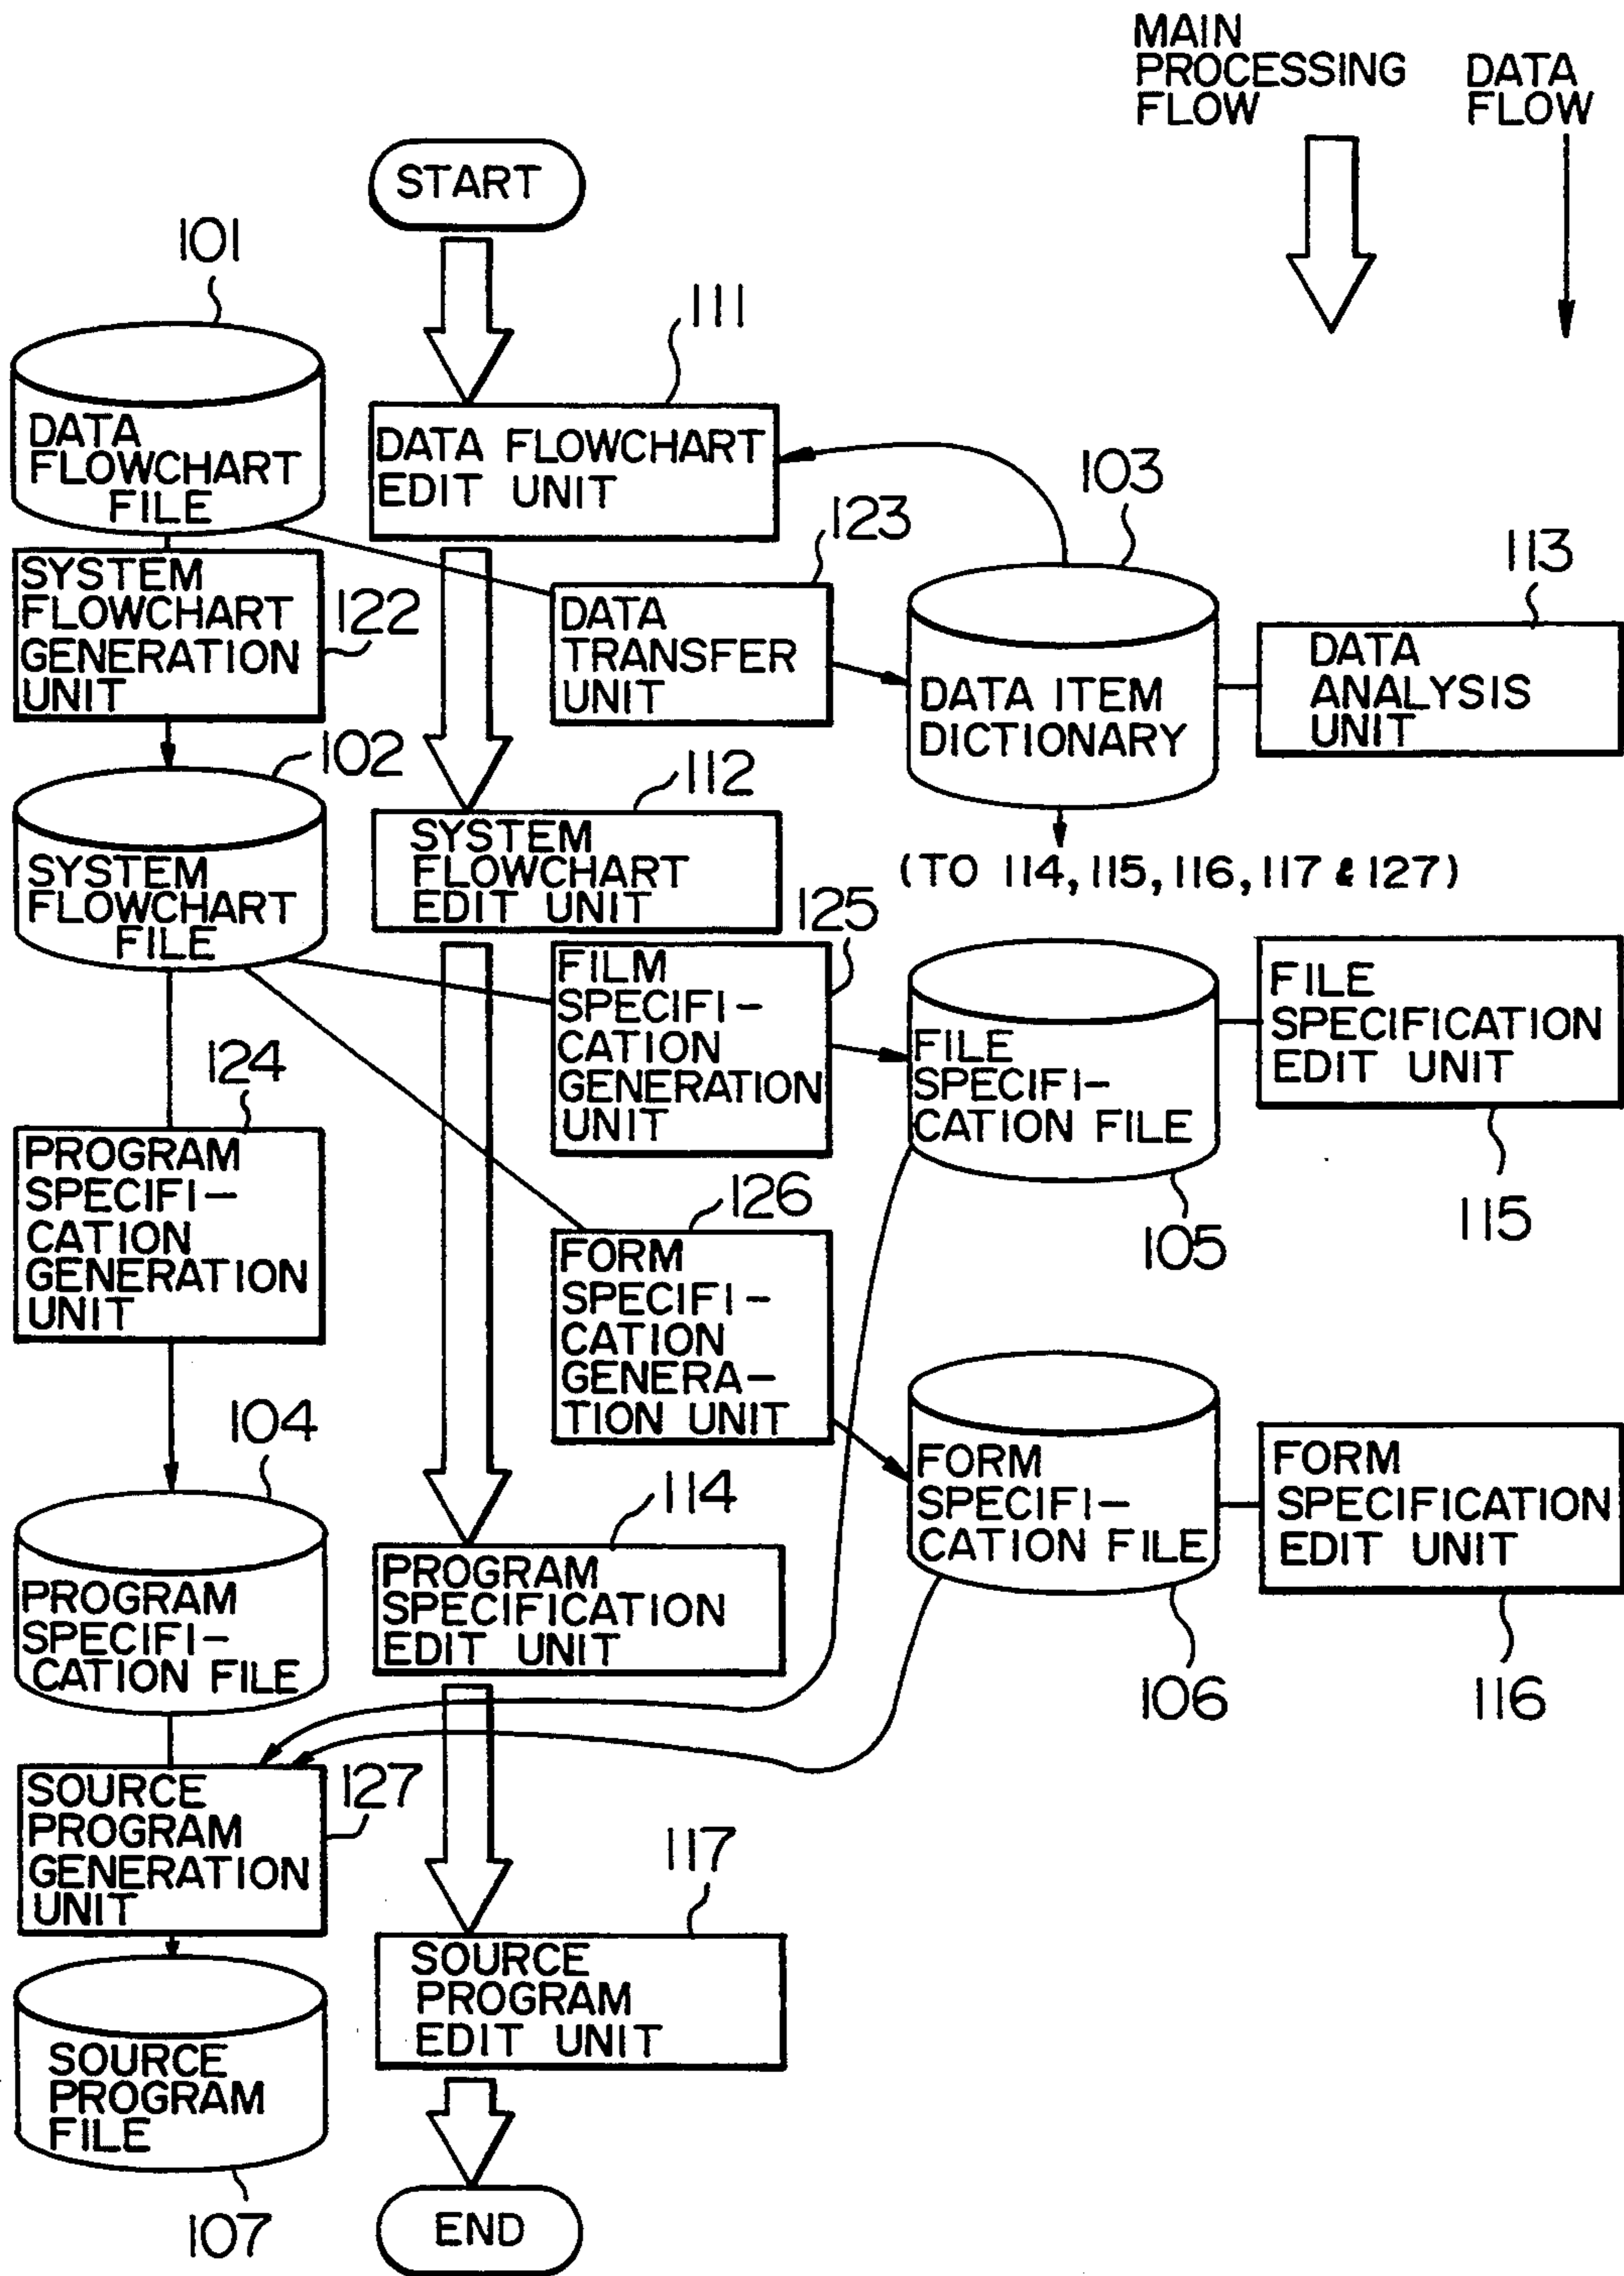 MAIN
PROCESSING
FLOW
DATA
FLOW
START
101
111
DATA
FLOWCHART
FILE
DATA FLOWCHART
EDIT UNIT
103
123
113
SYSTEM
FLOWCHART
GENERATION
UNIT
122
DATA
TRANSFER
UNIT
DATA ITEM
DICTIONARY
DATA
ANALYSIS
UNIT
102
112
SYSTEM
FLOWCHART
FILE
SYSTEM
FLOWCHART
EDIT UNIT
(TO 114, 115, 116, 117 & 127)
125
FILM
SPECIFI-
CATION
GENERATION
UNIT
FILE
SPECIFI-
CATION FILE
FILE
SPECIFICATION
EDIT UNIT
124
PROGRAM
SPECIFI-
CATION
GENERATION
UNIT
126
105
115
FORM
SPECIFI-
CATION
GENERA-
TION UNIT
104
114
FORM
SPECIFI-
CATION FILE
FORM
SPECIFICATION
EDIT UNIT
PROGRAM
SPECIFI-
CATION FILE
PROGRAM
SPECIFICATION
EDIT UNIT
106
116
SOURCE
PROGRAM
GENERATION
UNIT
127
117
SOURCE
PROGRAM
EDIT UNIT
SOURCE
PROGRAM
FILE
107
END